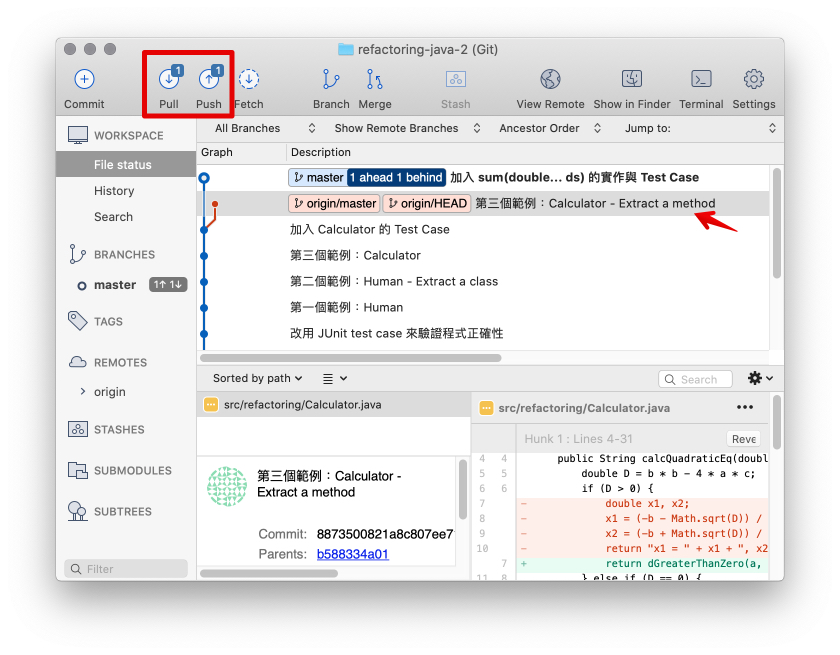 refactoring-java-2 (Git)
1 1
Commit Pull Push Fetch Branch Merge Stash View Remote Show in Finder Terminal Settings
WORKSPACE
File status
History
Search
BRANCHES
master 1↑ 1↓
TAGS
REMOTES
origin
STASHES
SUBMODULES
SUBTREES
Filter
All Branches Show Remote Branches Ancestor Order Jump to:
Graph Description
master 1 ahead 1 behind 加入 sum(double... ds) 的實作與 Test Case
origin/master origin/HEAD 第三個範例：Calculator - Extract a method
加入 Calculator 的 Test Case
第三個範例：Calculator
第二個範例：Human - Extract a class
第一個範例：Human
改用 JUnit test case 來驗證程式正確性
Sorted by path Search
src/refactoring/Calculator.java
第三個範例：Calculator -
Extract a method
Commit: 8873500821a8c807ee7
Parents: b588334a01
src/refactoring/Calculator.java
Hunk 1 : Lines 4-31 Reve
4 4 public String calcQuadraticEq(doubl
5 5 double D = b * b - 4 * a * c;
6 6 if (D > 0) {
7 - double x1, x2;
8 - x1 = (-b - Math.sqrt(D)) /
9 - x2 = (-b + Math.sqrt(D)) /
10 - return "x1 = " + x1 + ", x2
7 + return dGreaterThanZero(a,
11 8 } else if (D == 0) {